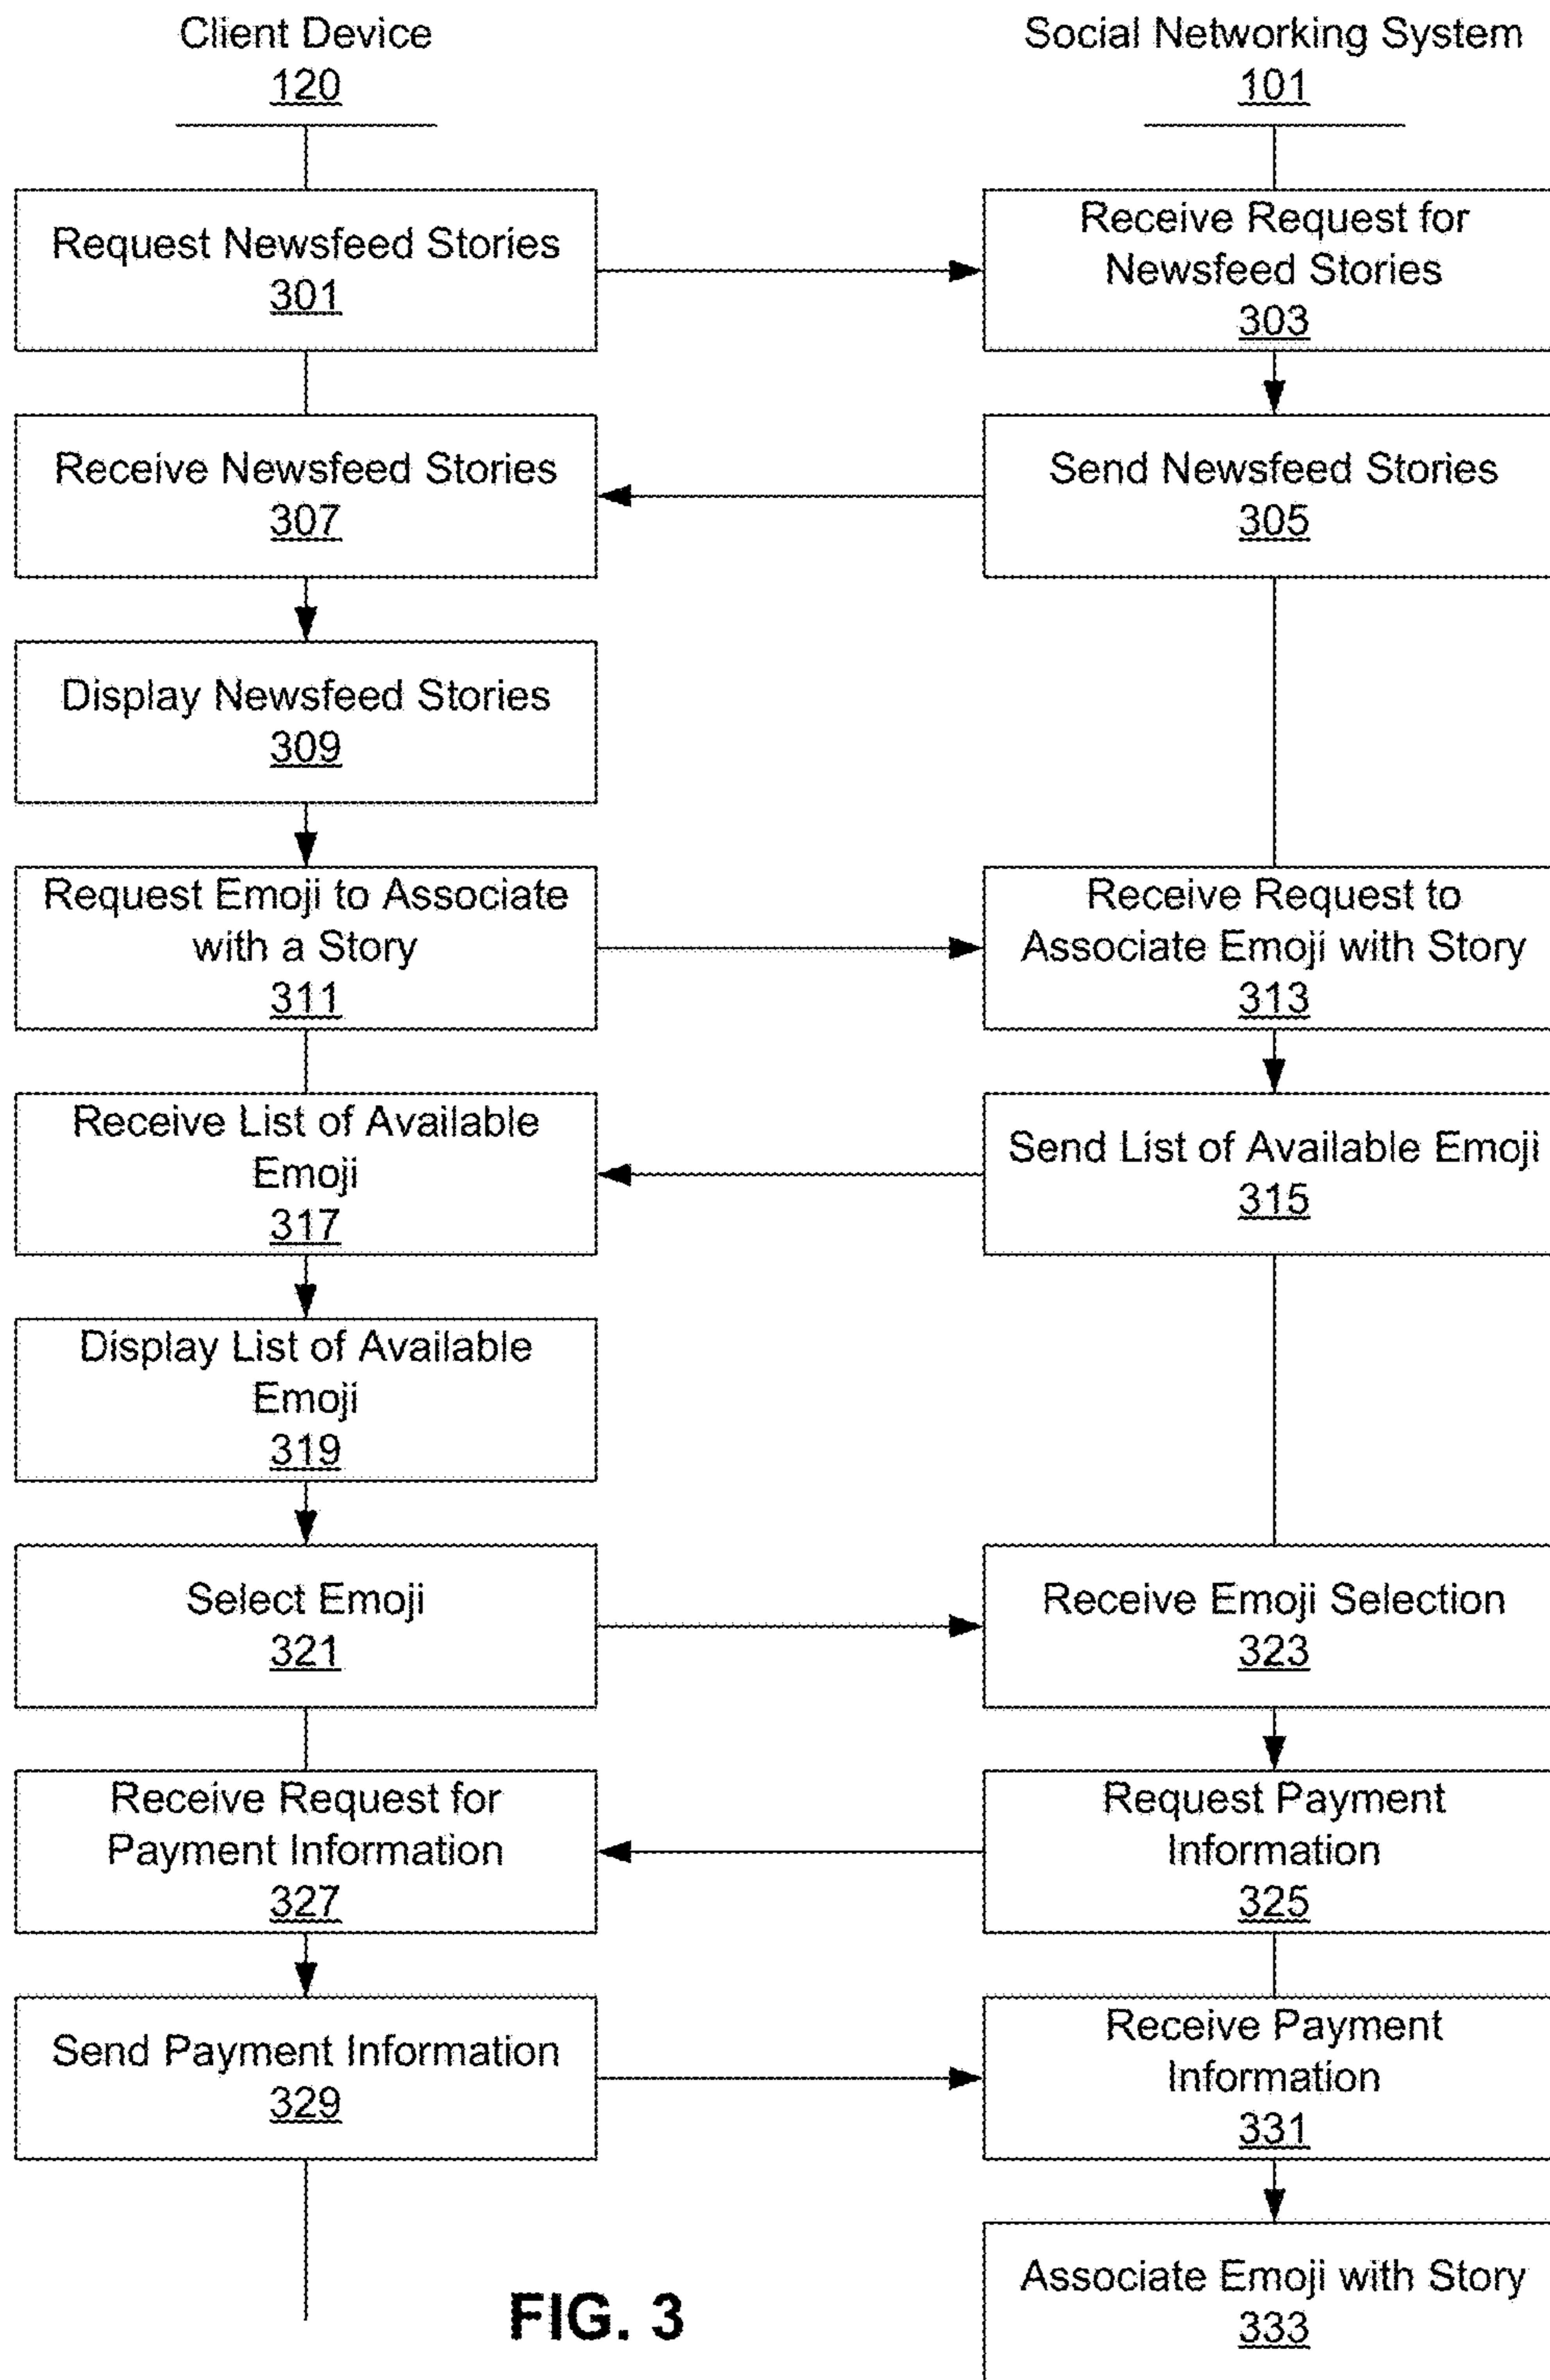 Client Device
120
Social Networking System
101
Request Newsfeed Stories
301
Receive Request for
Newsfeed Stories
303
Receive Newsfeed Stories
307
Send Newsfeed Stories
305
Display Newsfeed Stories
309
Request Emoji to Associate
with a Story
311
Receive Request to
Associate Emoji with Story
313
Receive List of Available
Emoji
317
Send List of Available Emoji
315
Display List of Available
Emoji
319
Select Emoji
321
Receive Emoji Selection
323
Receive Request for
Payment Information
327
Request Payment
Information
325
Send Payment Information
329
Receive Payment
Information
331
Associate Emoji with Story
333
FIG. 3